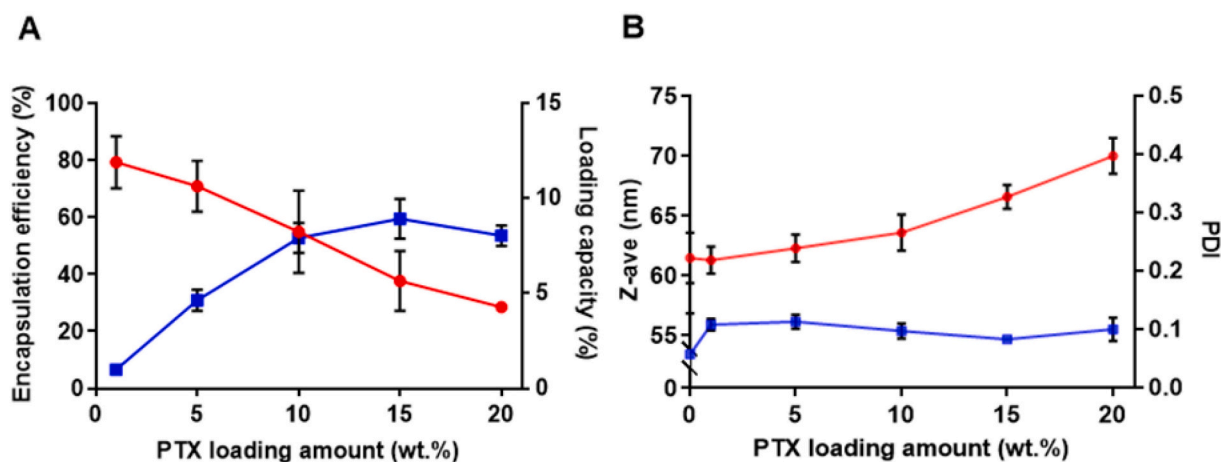 A
B
Encapsulation efficiency (%)
100
80
60
40
20
0
15
10
5
0
Loading capacity (%)
0 5 10 15 20
PTX loading amount (wt.%)
Z-ave (nm)
75
70
65
60
55
0
0.5
0.4
0.3
0.2
0.1
0.0
PDI
0 5 10 15 20
PTX loading amount (wt.%)